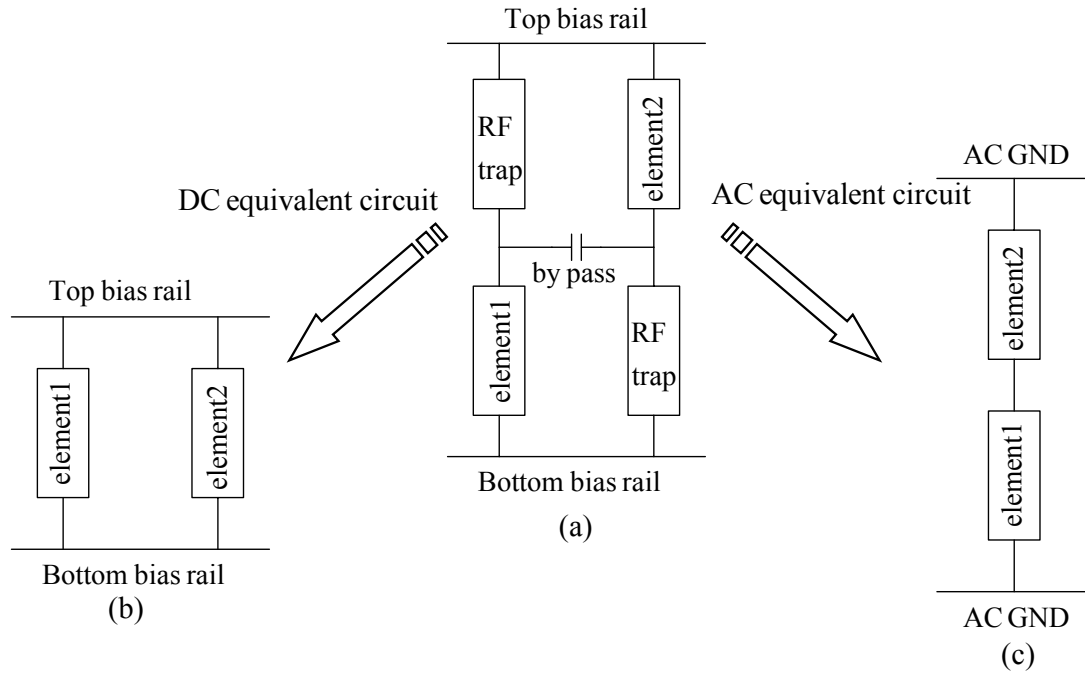 Top bias rail
RF
trap
element2
by pass
element1
RF
trap
Bottom bias rail
(a)
DC equivalent circuit
AC equivalent circuit
Top bias rail
element1
element2
Bottom bias rail
(b)
AC GND
element2
element1
AC GND
(c)